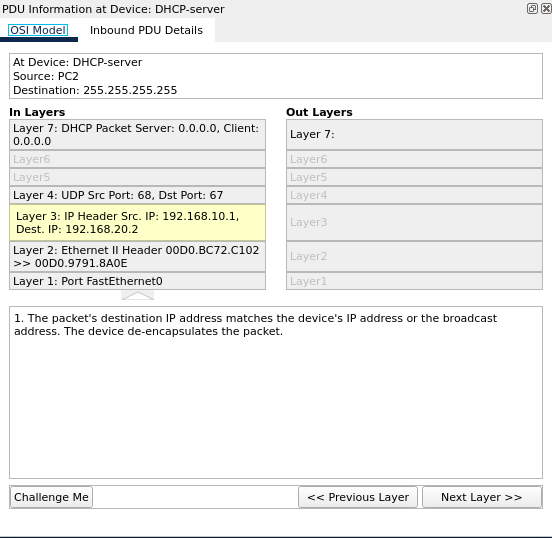 PDU Information at Device: DHCP-server
OSI Model
Inbound PDU Details
At Device: DHCP-server
Source: PC2
Destination: 255.255.255.255
In Layers
Layer 7: DHCP Packet Server: 0.0.0.0, Client:
0.0.0.0
Layer6
Layer5
Layer 4: UDP Src Port: 68, Dst Port: 67
Layer 3: IP Header Src. IP: 192.168.10.1,
Dest. IP: 192.168.20.2
Layer 2: Ethernet II Header 00D0.BC72.C102
>> 00D0.9791.8A0E
Layer 1: Port FastEthernet0
Out Layers
Layer 7:
Layer6
Layer5
Layer4
Layer3
Layer2
Layer1
1. The packet's destination IP address matches the device's IP address or the broadcast
address. The device de-encapsulates the packet.
Challenge Me
<< Previous Layer
Next Layer >>